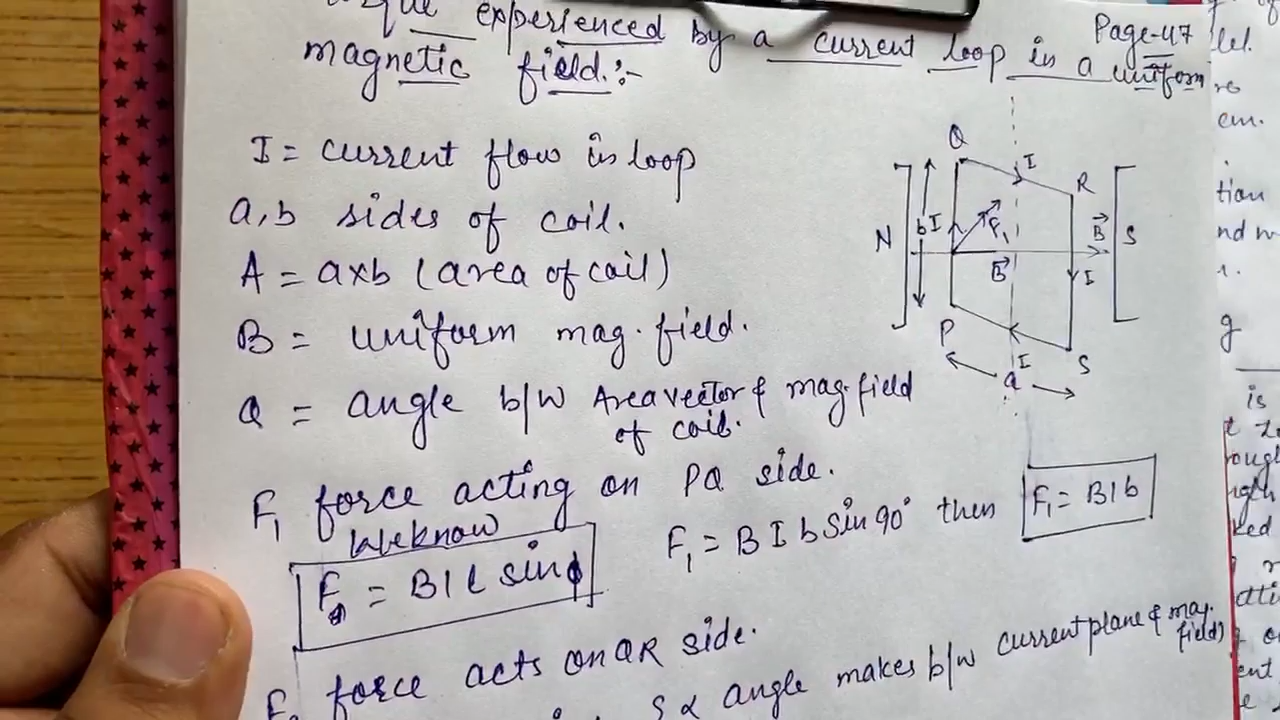 experienced by a current loop in a uniform
Page-47
magnetic field:-
I = current flow in loop
a,b sides of coil.
A = a×b (area of coil)
B = uniform mag. field.
Q = angle b/w Area vector & mag. field
of coil.
F₁ force acting on PQ side.
We know
F = BIl sinϕ
F₁ = B I b Sin 90° then
F₁ = BIb
force acts on QR side.
angle makes b/w current plane & mag.
field)
Q
I
R
N
b
I
F₁
B⃗
B⃗
S
I
P
I
S
a